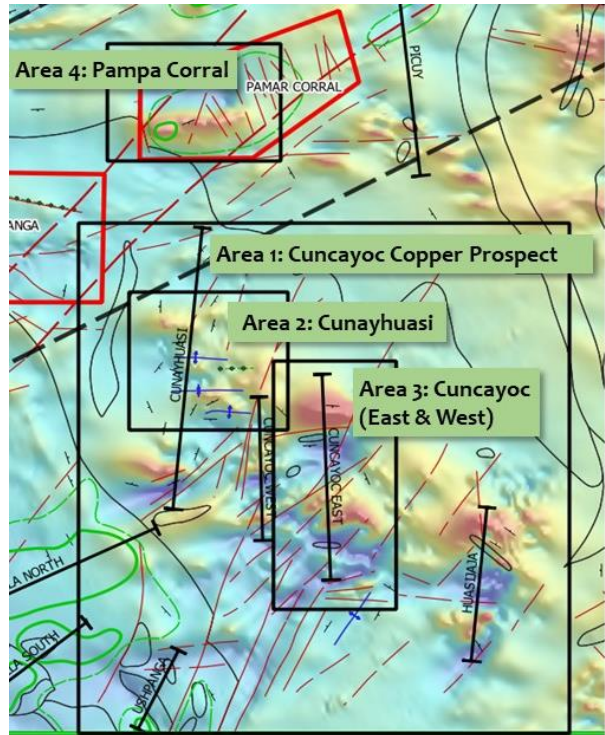 PICUY
Area 4: Pampa Corral
PAMAR CORRAL
ANGA
Area 1: Cuncayoc Copper Prospect
Area 2: Cunayhuasi
CUNAYHUASI
Area 3: Cuncayoc
(East & West)
CUNCAYOC WEST
CUNCAYOC EAST
HUASIJAJA
LA NORTH
LA SOUTH
USHPANGA